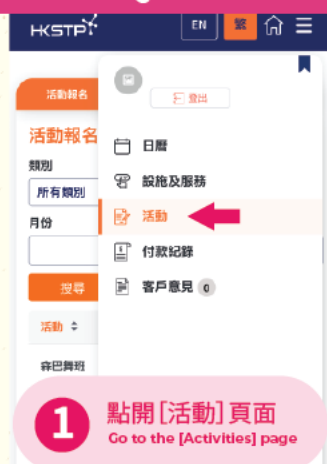 HKSTP
EN
繁
活動報名
登出
活動報名
類別
所有類別
月份
搜尋
活動
森巴舞班
日曆
設施及服務
活動
付款紀錄
客戶意見 0
1
點開[活動]頁面
Go to the [Activities] page